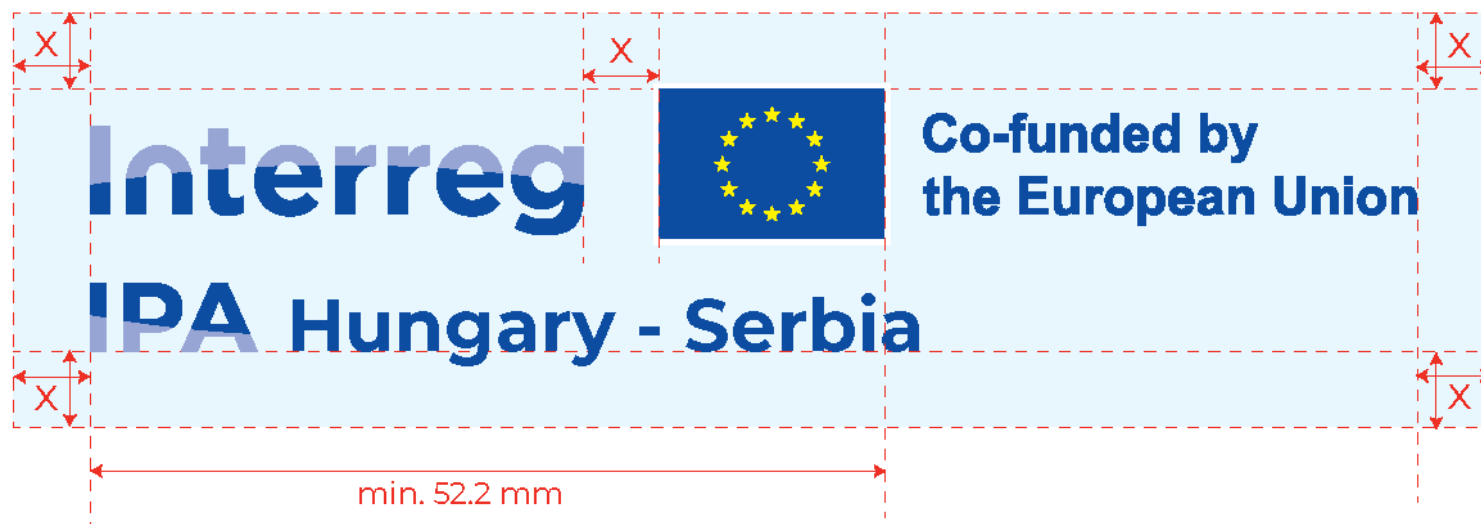 X
X
X
Interreg
Co-funded by
the European Union
IPA Hungary - Serbia
X
X
min. 52.2 mm